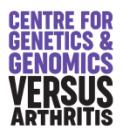 CENTRE FOR
GENETICS &
GENOMICS
VERSUS
ARTHRITIS